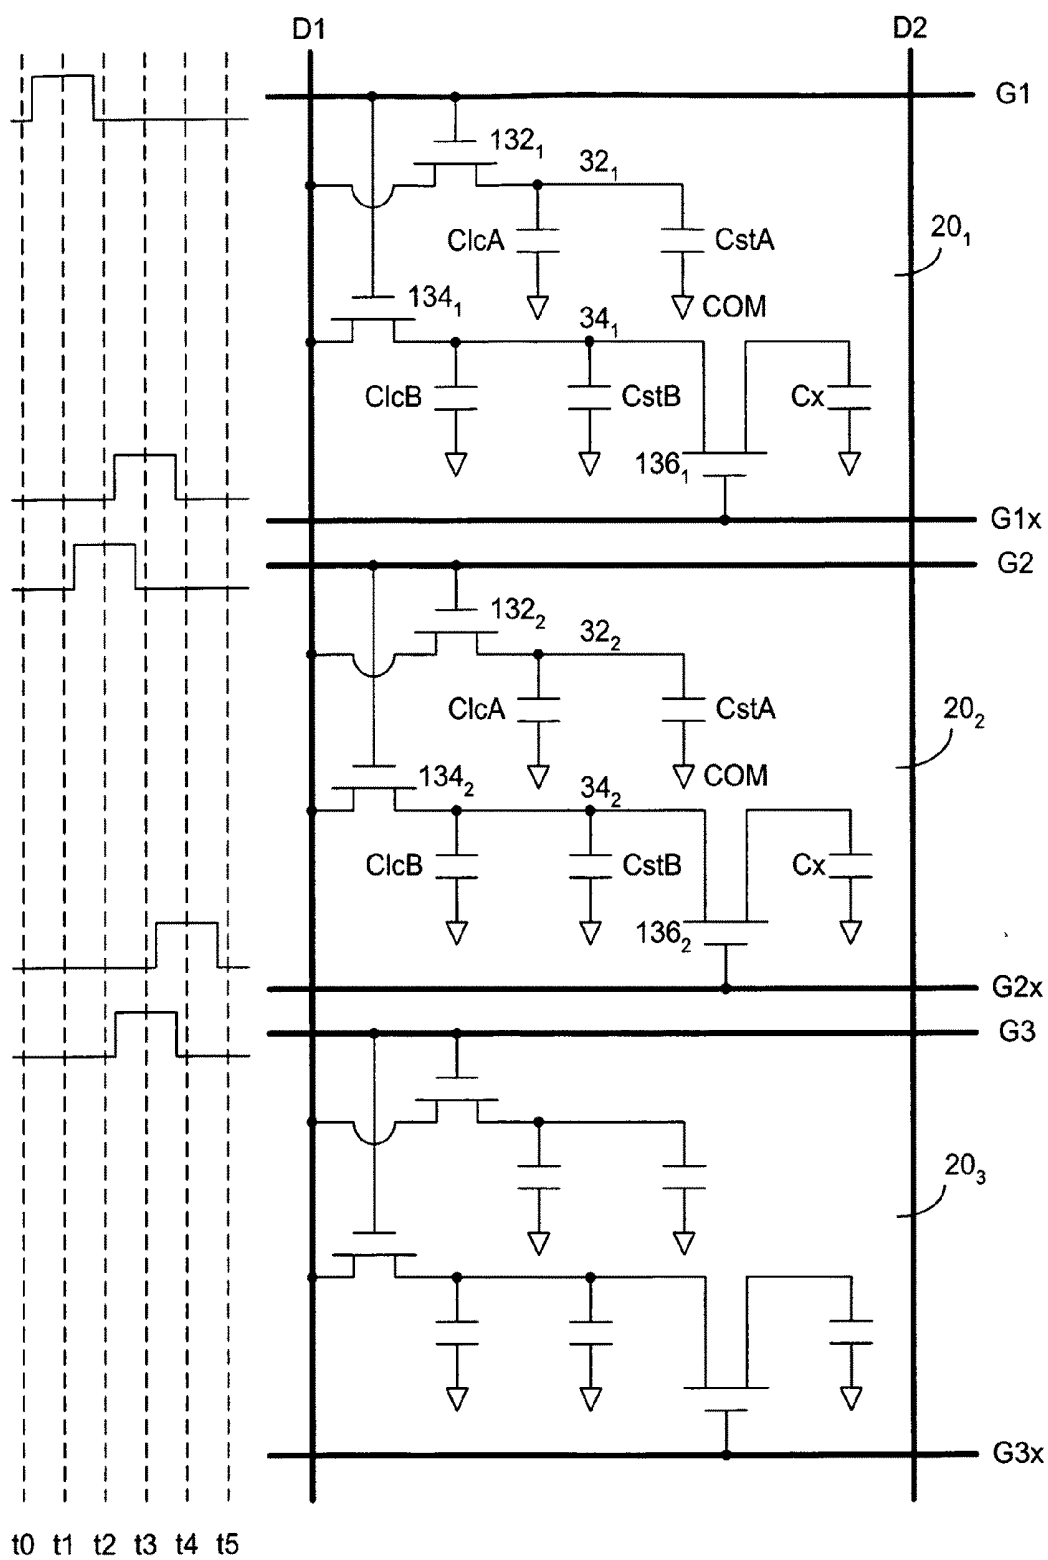 D1 D2
G1
132₁
32₁
20₁
ClcA CstA
134₁
COM
34₁
ClcB CstB Cx
136₁
G1x
G2
132₂
32₂
20₂
ClcA CstA
134₂
COM
34₂
ClcB CstB Cx
136₂
G2x
G3
20₃
G3x
t0 t1 t2 t3 t4 t5